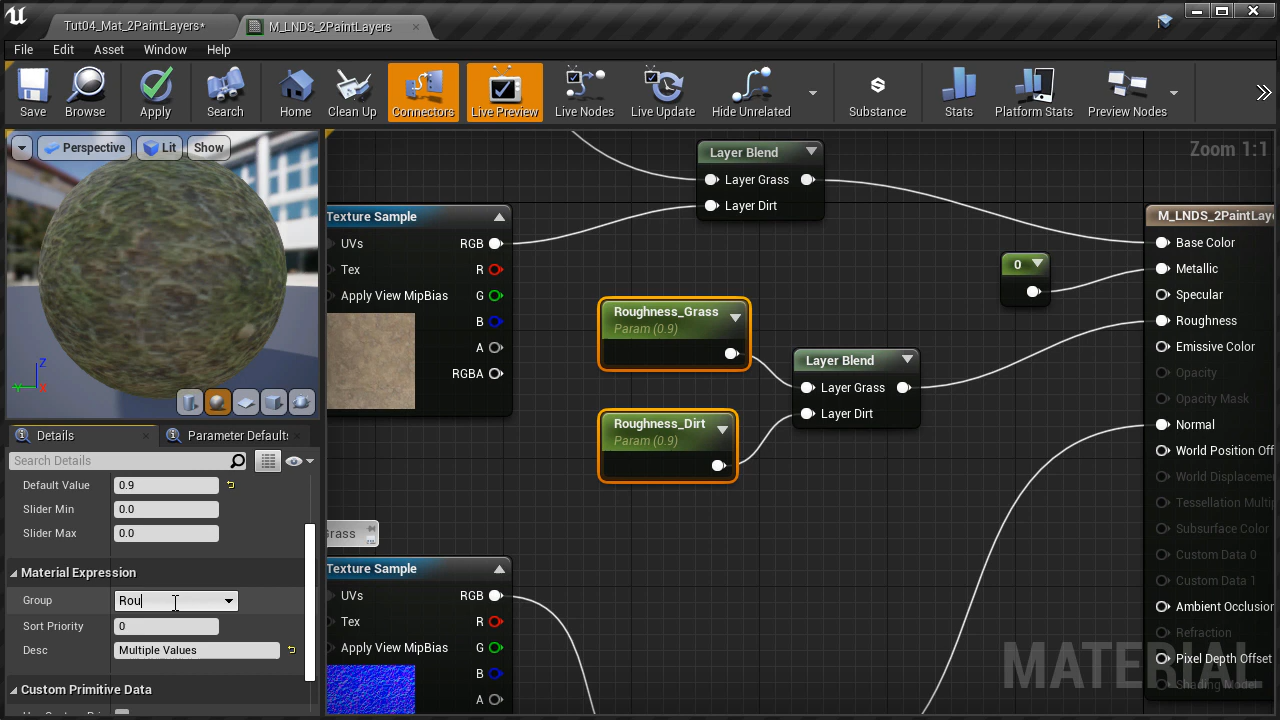 Tut04_Mat_2PaintLayers*
M_LNDS_2PaintLayers
File Edit Asset Window Help
Save Browse Apply Search Home Clean Up Connectors Live Preview Live Nodes Live Update Hide Unrelated Substance Stats Platform Stats Preview Nodes
Perspective Lit Show
Z
Y
X
Zoom 1:1
Layer Blend
Layer Grass
Layer Dirt
Texture Sample
UVs RGB
Tex R
Apply View MipBias G
B
A
RGBA
Roughness_Grass
Param (0.9)
Roughness_Dirt
Param (0.9)
Layer Blend
Layer Grass
Layer Dirt
0
M_LNDS_2PaintLaye
Base Color
Metallic
Specular
Roughness
Emissive Color
Opacity
Opacity Mask
Normal
World Position Off
World Displacemen
Tessellation Multip
Subsurface Color
Custom Data 0
Custom Data 1
Ambient Occlusion
Refraction
Pixel Depth Offset
Shading Model
MATERIAL
Grass
Texture Sample
UVs RGB
Tex R
Apply View MipBias G
B
A
Details Parameter Defaults
Search Details
Default Value 0.9
Slider Min 0.0
Slider Max 0.0
Material Expression
Group Rou
Sort Priority 0
Desc Multiple Values
Custom Primitive Data